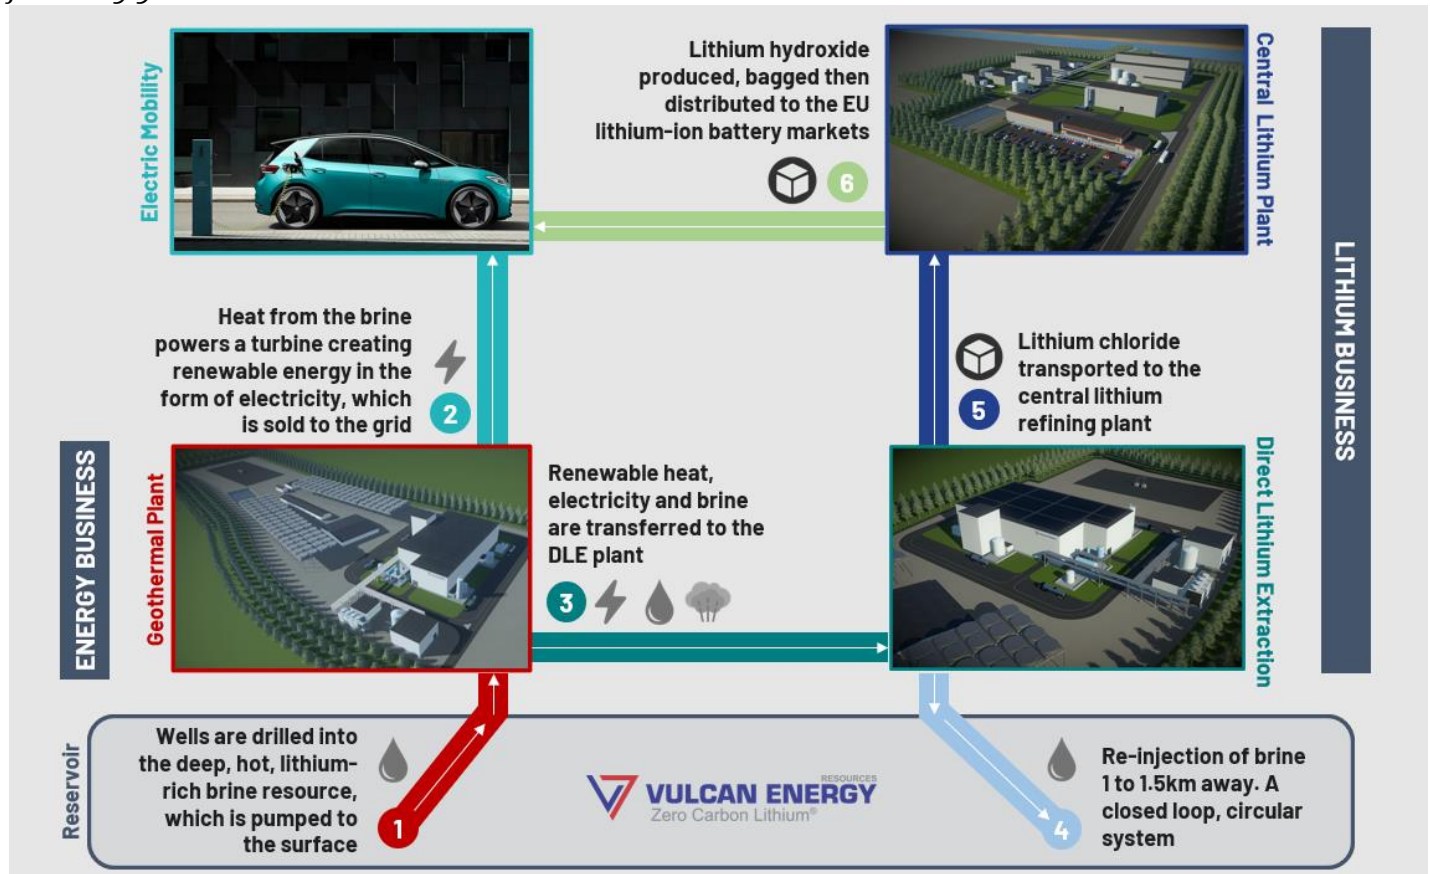 Electric Mobility
Lithium hydroxide
produced, bagged then
distributed to the EU
lithium-ion battery markets
6
Central Lithium Plant
LITHIUM BUSINESS
Heat from the brine
powers a turbine creating
renewable energy in the
form of electricity, which
is sold to the grid
2
5
Lithium chloride
transported to the
central lithium
refining plant
ENERGY BUSINESS
Geothermal Plant
Renewable heat,
electricity and brine
are transferred to the
DLE plant
3
Direct Lithium Extraction
Reservoir
Wells are drilled into
the deep, hot, lithium-
rich brine resource,
which is pumped to
the surface
1
VULCAN ENERGY
RESOURCES
Zero Carbon Lithium®
4
Re-injection of brine
1 to 1.5km away. A
closed loop, circular
system